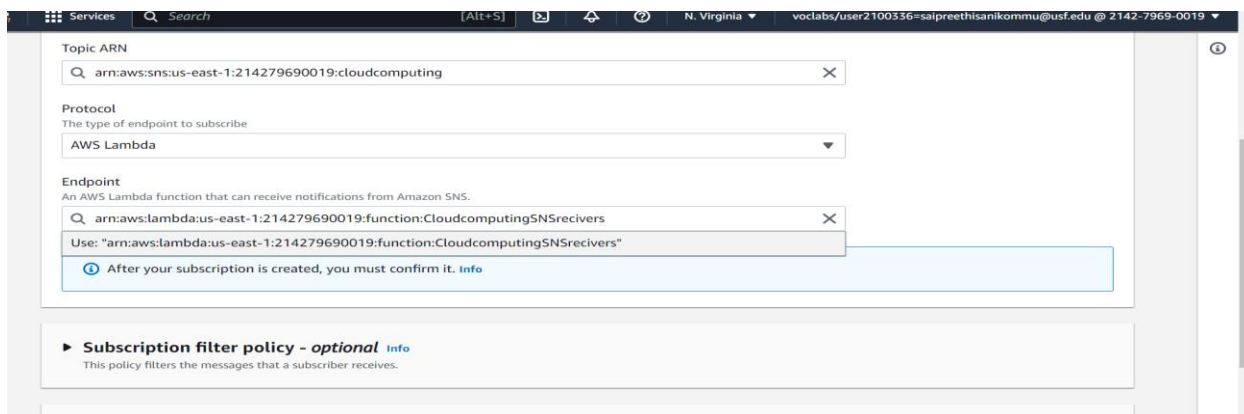 Services Search [Alt+S] N. Virginia ▼ voclabs/user2100336=saipreethisanikommu@usf.edu @ 2142-7969-0019 ▼
Topic ARN
arn:aws:sns:us-east-1:214279690019:cloudcomputing
Protocol
The type of endpoint to subscribe
AWS Lambda
Endpoint
An AWS Lambda function that can receive notifications from Amazon SNS.
arn:aws:lambda:us-east-1:214279690019:function:CloudcomputingSNSrecivers
Use: "arn:aws:lambda:us-east-1:214279690019:function:CloudcomputingSNSrecivers"
After your subscription is created, you must confirm it. Info
Subscription filter policy - optional Info
This policy filters the messages that a subscriber receives.